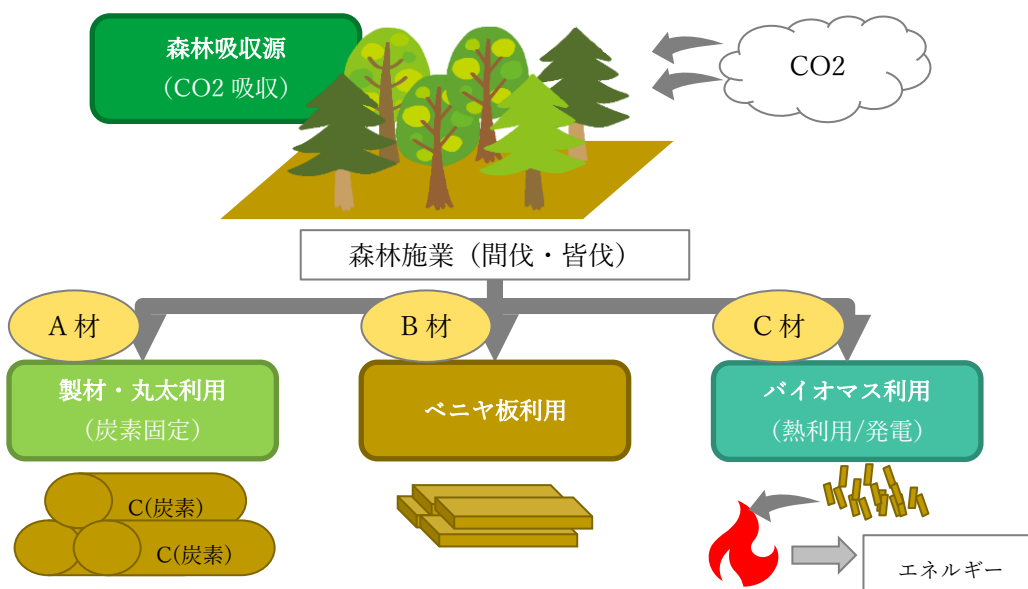 森林吸収源
（CO2 吸収）
CO2
森林施業（間伐・皆伐）
A 材
B 材
C 材
製材・丸太利用
（炭素固定）
ベニヤ板利用
バイオマス利用
（熱利用/発電）
C(炭素)
C(炭素)
エネルギー